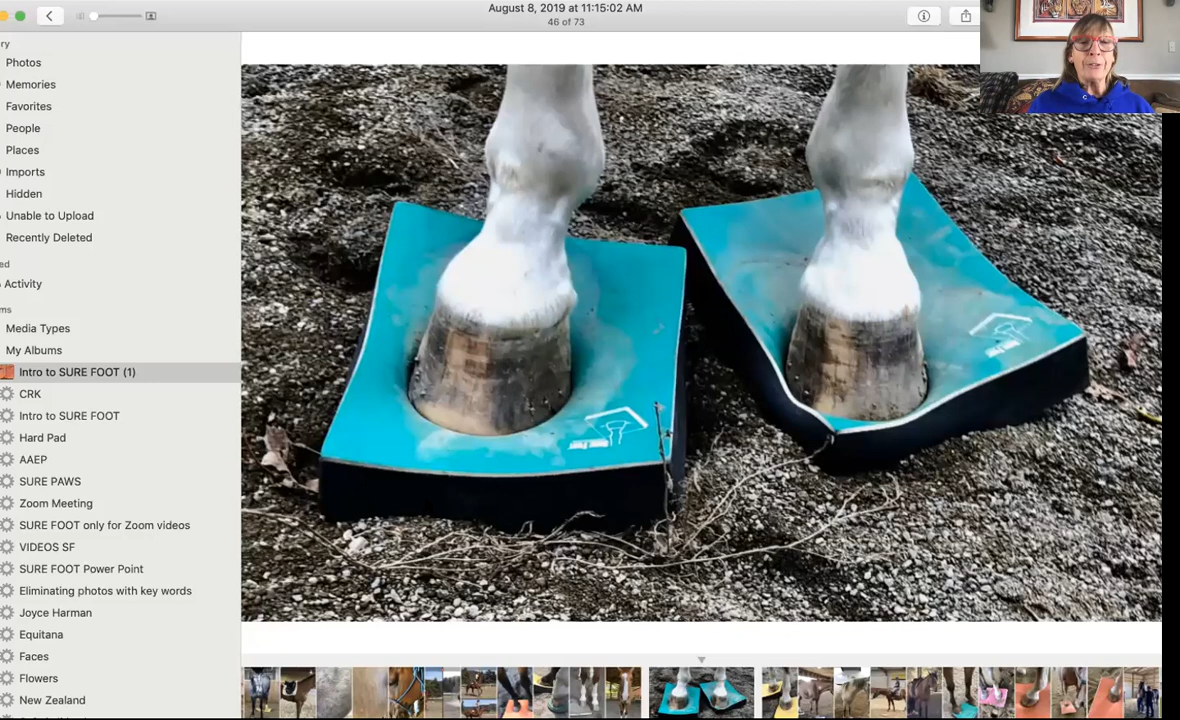 August 8, 2019 at 11:15:02 AM
46 of 73
ry
Photos
Memories
Favorites
People
Places
Imports
Hidden
Unable to Upload
Recently Deleted
ed
Activity
ms
Media Types
My Albums
Intro to SURE FOOT (1)
CRK
Intro to SURE FOOT
Hard Pad
AAEP
SURE PAWS
Zoom Meeting
SURE FOOT only for Zoom videos
VIDEOS SF
SURE FOOT Power Point
Eliminating photos with key words
Joyce Harman
Equitana
Faces
Flowers
New Zealand